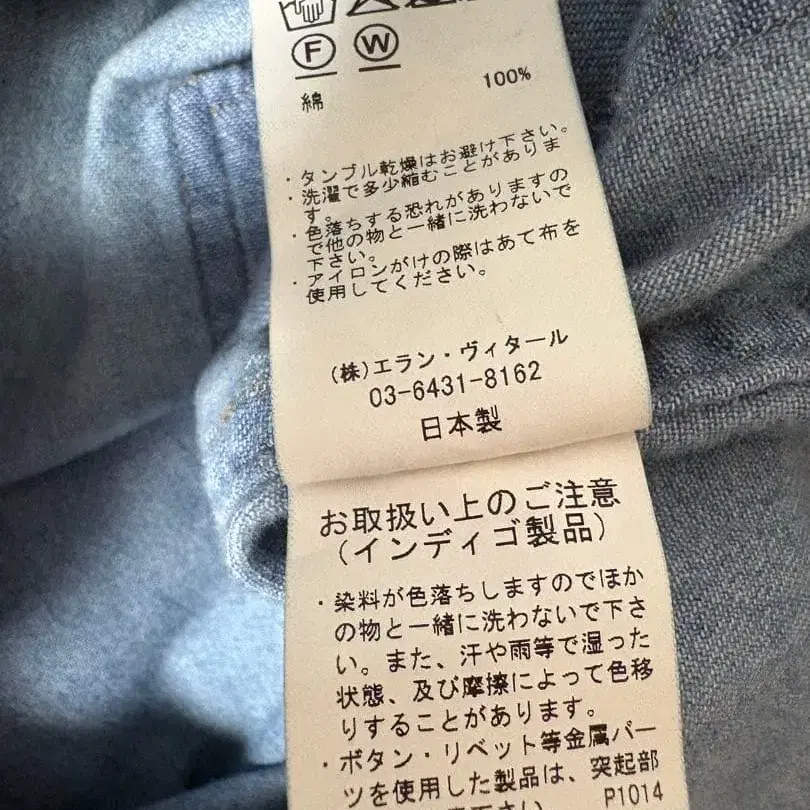 F W
綿 100%
・タンブル乾燥はお避け下さい。
・洗濯で多少縮むことがありま
す。
・色落ちする恐れがありますの
で他の物と一緒に洗わないで
下さい。
・アイロンがけの際はあて布を
使用してください。
(株)エラン・ヴィタール
03-6431-8162
日本製
お取扱い上のご注意
(インディゴ製品)
・染料が色落ちしますのでほか
の物と一緒に洗わないで下さ
い。また、汗や雨等で湿った
状態、及び摩擦によって色移
りすることがあります。
・ボタン・リベット等金属パー
ツを使用した製品は、突起部
P1014